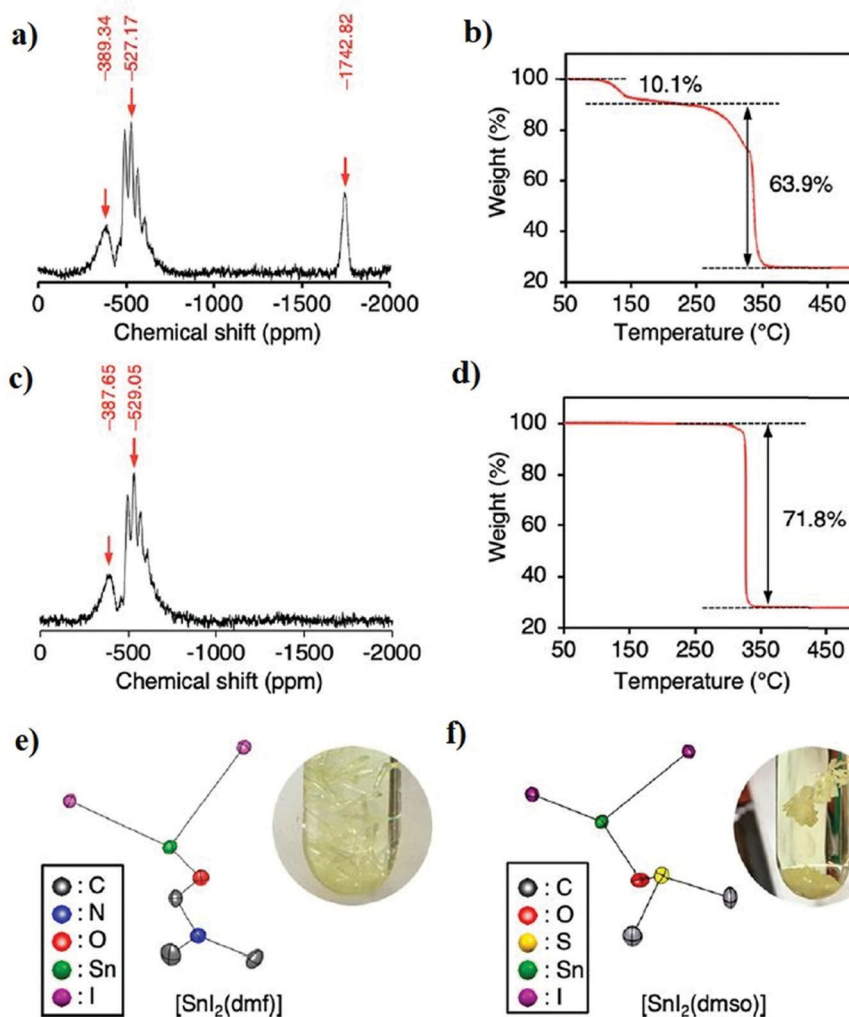 a)
−389.34
−527.17
−1742.82
0
-500
-1000
-1500
-2000
Chemical shift (ppm)
b)
Weight (%)
100
80
60
40
20
10.1%
63.9%
50
150
250
350
450
Temperature (°C)
c)
−387.65
−529.05
0
-500
-1000
-1500
-2000
Chemical shift (ppm)
d)
Weight (%)
100
80
60
40
20
71.8%
50
150
250
350
450
Temperature (°C)
e)
: C
: N
: O
: Sn
: I
[SnI₂(dmf)]
f)
: C
: O
: S
: Sn
: I
[SnI₂(dmso)]